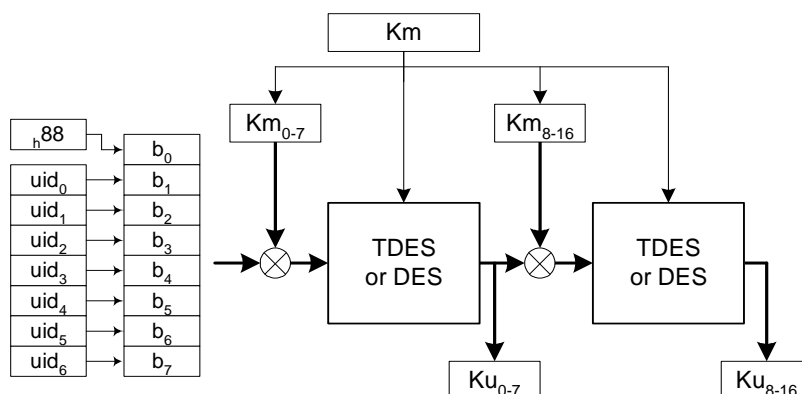 Km
Km0-7
Km8-16
h88
b0
uid0
b1
uid1
b2
uid2
b3
uid3
b4
uid4
b5
uid5
b6
uid6
b7
TDES
or DES
TDES
or DES
Ku0-7
Ku8-16